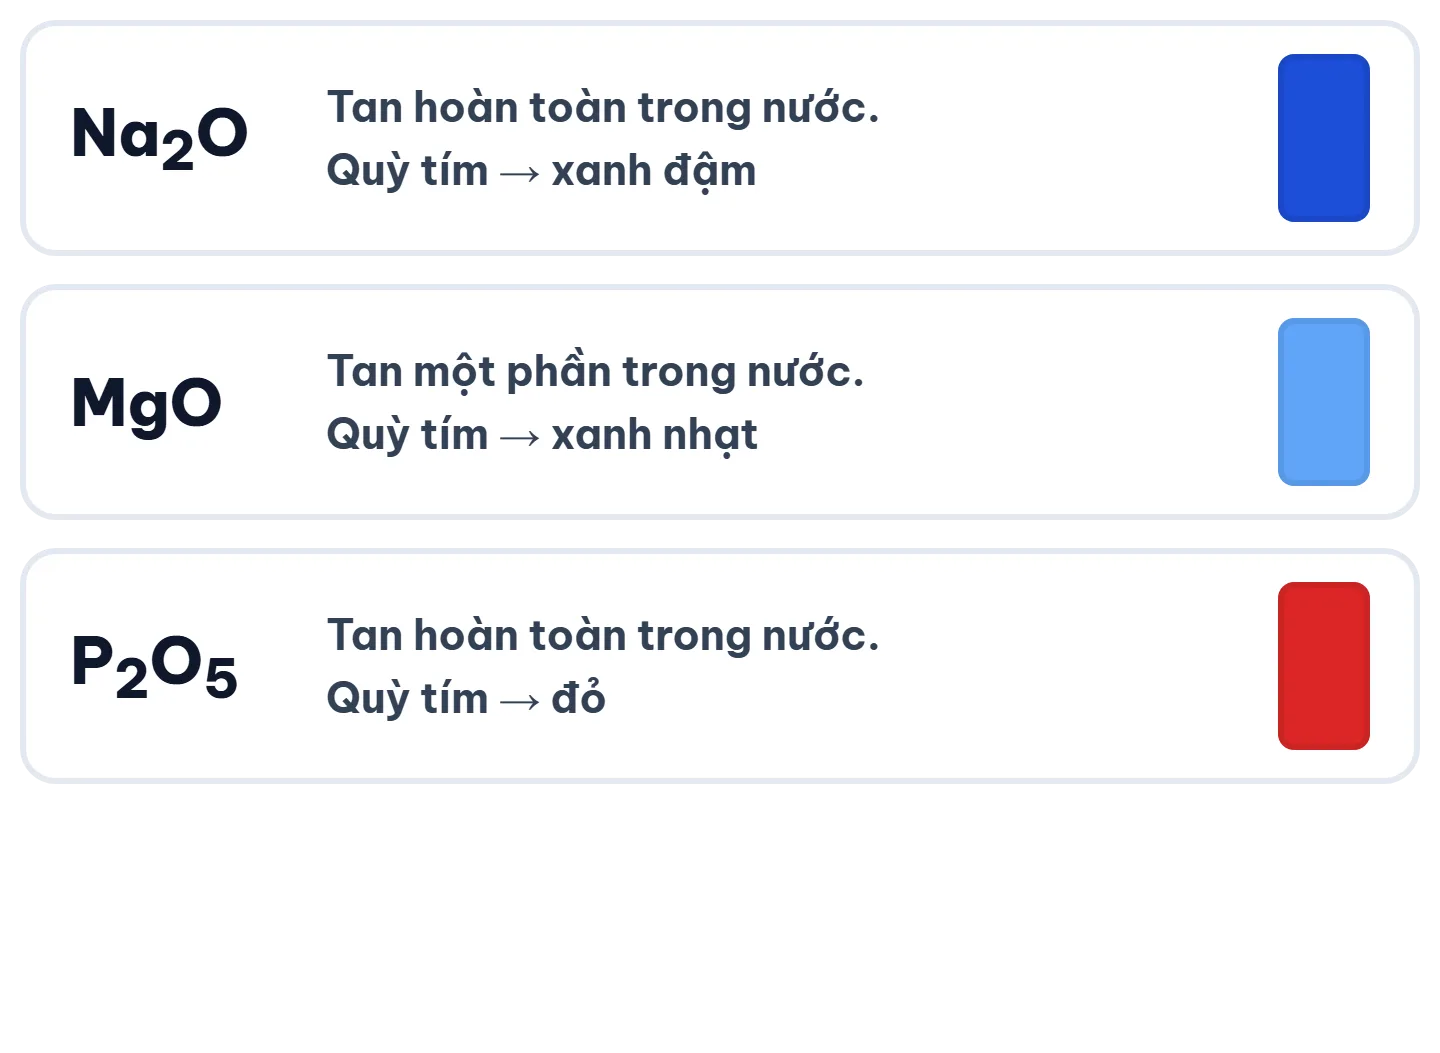 Na₂O
Tan hoàn toàn trong nước.
Quỳ tím → xanh đậm
MgO
Tan một phần trong nước.
Quỳ tím → xanh nhạt
P₂O₅
Tan hoàn toàn trong nước.
Quỳ tím → đỏ